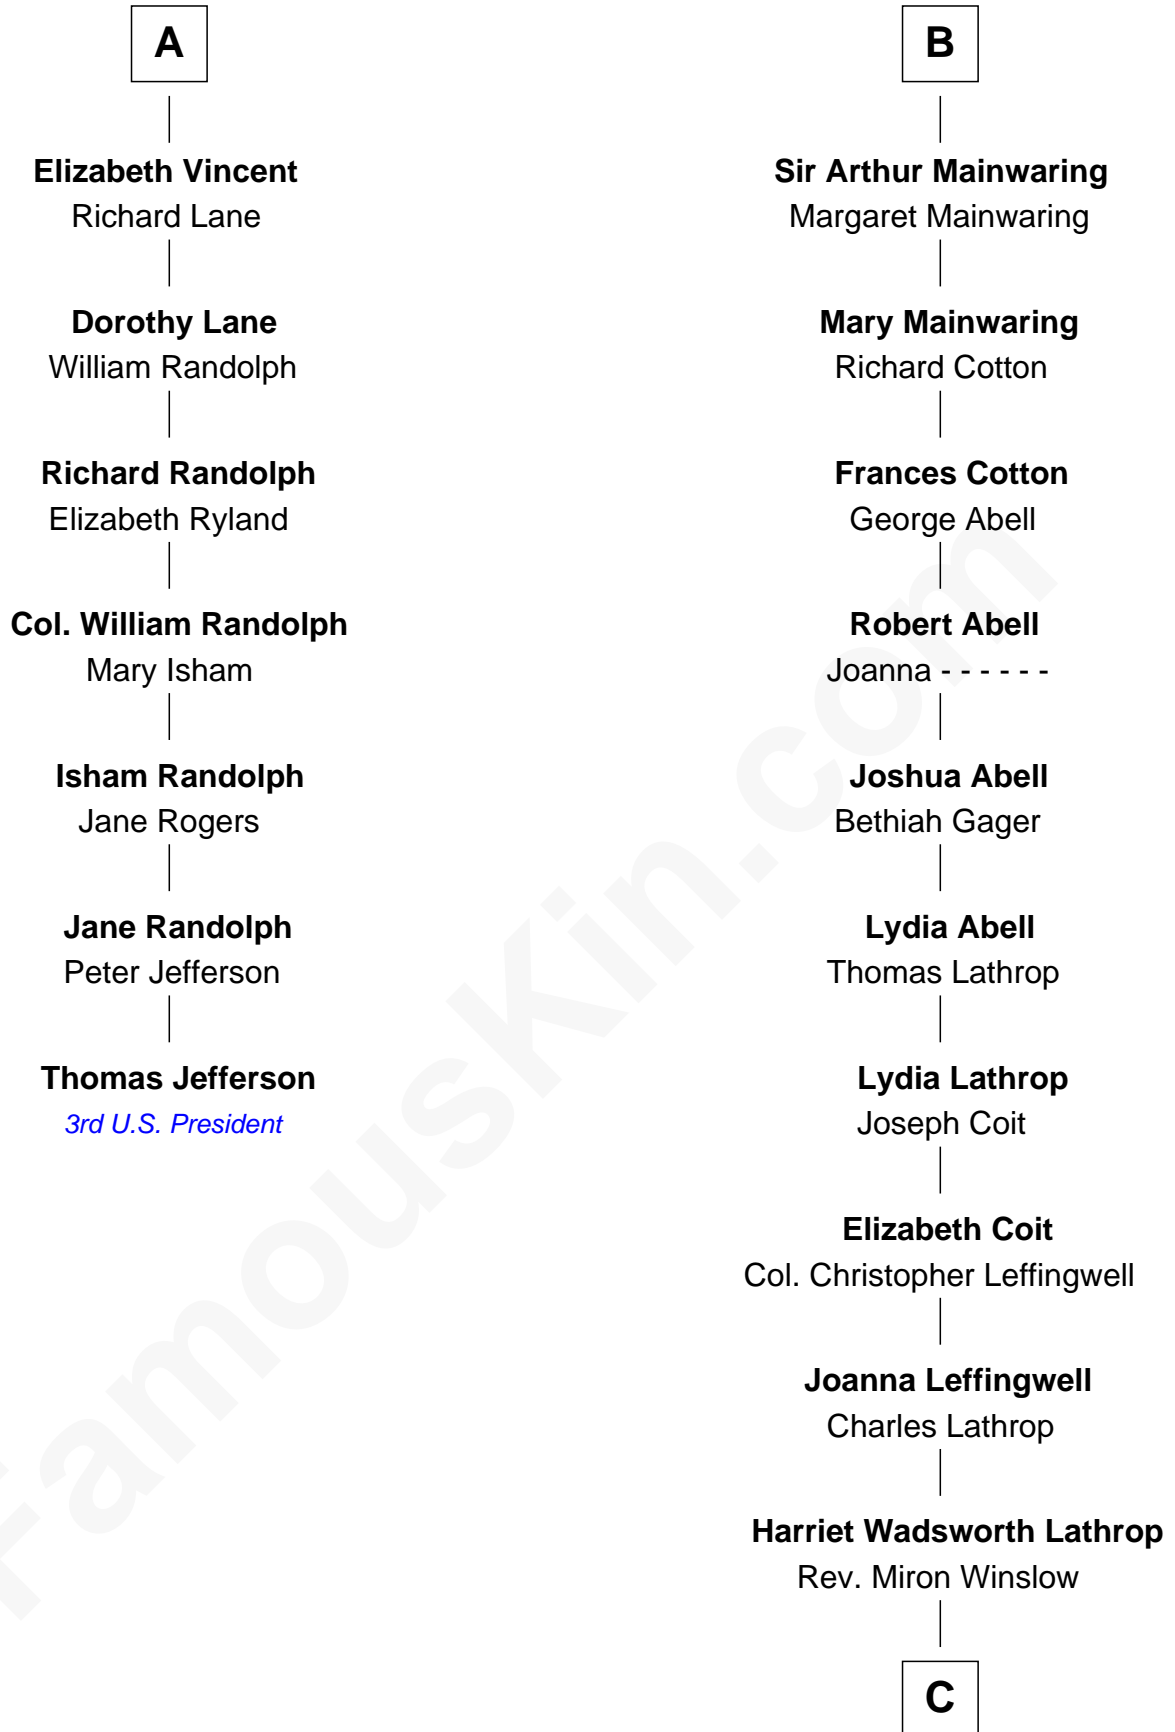 A
Elizabeth Vincent
Richard Lane
Dorothy Lane
William Randolph
Richard Randolph
Elizabeth Ryland
Col. William Randolph
Mary Isham
Isham Randolph
Jane Rogers
Jane Randolph
Peter Jefferson
Thomas Jefferson
3rd U.S. President
B
Sir Arthur Mainwaring
Margaret Mainwaring
Mary Mainwaring
Richard Cotton
Frances Cotton
George Abell
Robert Abell
Joanna - - - - - -
Joshua Abell
Bethiah Gager
Lydia Abell
Thomas Lathrop
Lydia Lathrop
Joseph Coit
Elizabeth Coit
Col. Christopher Leffingwell
Joanna Leffingwell
Charles Lathrop
Harriet Wadsworth Lathrop
Rev. Miron Winslow
C
FamousKin.com